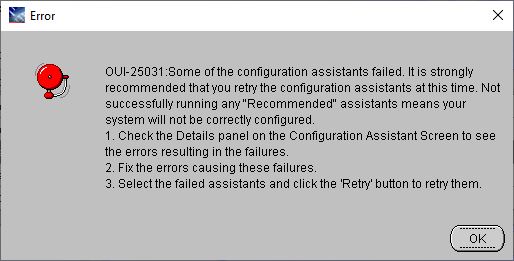 Error
OUI-25031:Some of the configuration assistants failed. It is strongly
recommended that you retry the configuration assistants at this time. Not
successfully running any "Recommended" assistants means your
system will not be correctly configured.
1. Check the Details panel on the Configuration Assistant Screen to see
the errors resulting in the failures.
2. Fix the errors causing these failures.
3. Select the failed assistants and click the 'Retry' button to retry them.
OK